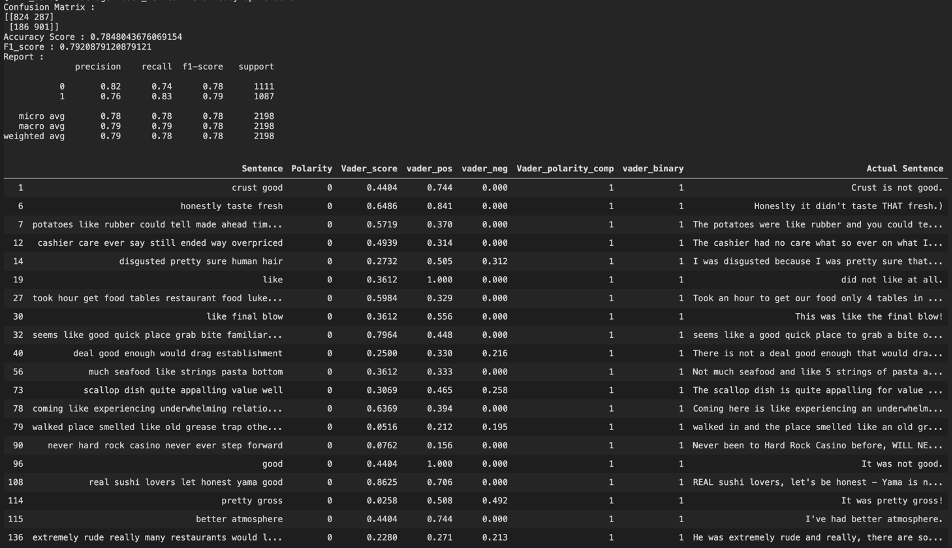 Confusion Matrix :
[[824 287]
[186 901]]
Accuracy Score : 0.7848043676069154
F1_score : 0.7920879120879121
Report :
precision recall f1-score support
0 0.82 0.74 0.78 1111
1 0.76 0.83 0.79 1087
micro avg 0.78 0.78 0.78 2198
macro avg 0.79 0.79 0.78 2198
weighted avg 0.79 0.78 0.78 2198
Sentence Polarity Vader_score vader_pos vader_neg Vader_polarity_comp vader_binary Actual Sentence
1 crust good 0 0.4404 0.744 0.000 1 1 Crust is not good.
6 honestly taste fresh 0 0.6486 0.841 0.000 1 1 Honeslty it didn't taste THAT fresh.)
7 potatoes like rubber could tell made ahead tim... 0 0.5719 0.370 0.000 1 1 The potatoes were like rubber and you could te...
12 cashier care ever say still ended way overpriced 0 0.4939 0.314 0.000 1 1 The cashier had no care what so ever on what I...
14 disgusted pretty sure human hair 0 0.2732 0.505 0.312 1 1 I was disgusted because I was pretty sure that...
19 like 0 0.3612 1.000 0.000 1 1 did not like at all.
27 took hour get food tables restaurant food luke... 0 0.5984 0.329 0.000 1 1 Took an hour to get our food only 4 tables in ...
30 like final blow 0 0.3612 0.556 0.000 1 1 This was like the final blow!
32 seems like good quick place grab bite familiar... 0 0.7964 0.448 0.000 1 1 seems like a good quick place to grab a bite o...
40 deal good enough would drag establishment 0 0.2500 0.330 0.216 1 1 There is not a deal good enough that would dra...
56 much seafood like strings pasta bottom 0 0.3612 0.333 0.000 1 1 Not much seafood and like 5 strings of pasta a...
73 scallop dish quite appalling value well 0 0.3069 0.465 0.258 1 1 The scallop dish is quite appalling for value ...
78 coming like experiencing underwhelming relatio... 0 0.6369 0.394 0.000 1 1 Coming here is like experiencing an underwhelm...
79 walked place smelled like old grease trap othe... 0 0.0516 0.212 0.195 1 1 walked in and the place smelled like an old gr...
90 never hard rock casino never ever step forward 0 0.0762 0.156 0.000 1 1 Never been to Hard Rock Casino before, WILL NE...
96 good 0 0.4404 1.000 0.000 1 1 It was not good.
108 real sushi lovers let honest yama good 0 0.8625 0.706 0.000 1 1 REAL sushi lovers, let's be honest - Yama is n...
114 pretty gross 0 0.0258 0.508 0.492 1 1 It was pretty gross!
115 better atmosphere 0 0.4404 0.744 0.000 1 1 I've had better atmosphere.
136 extremely rude really many restaurants would l... 0 0.2280 0.271 0.213 1 1 He was extremely rude and really, there are so...